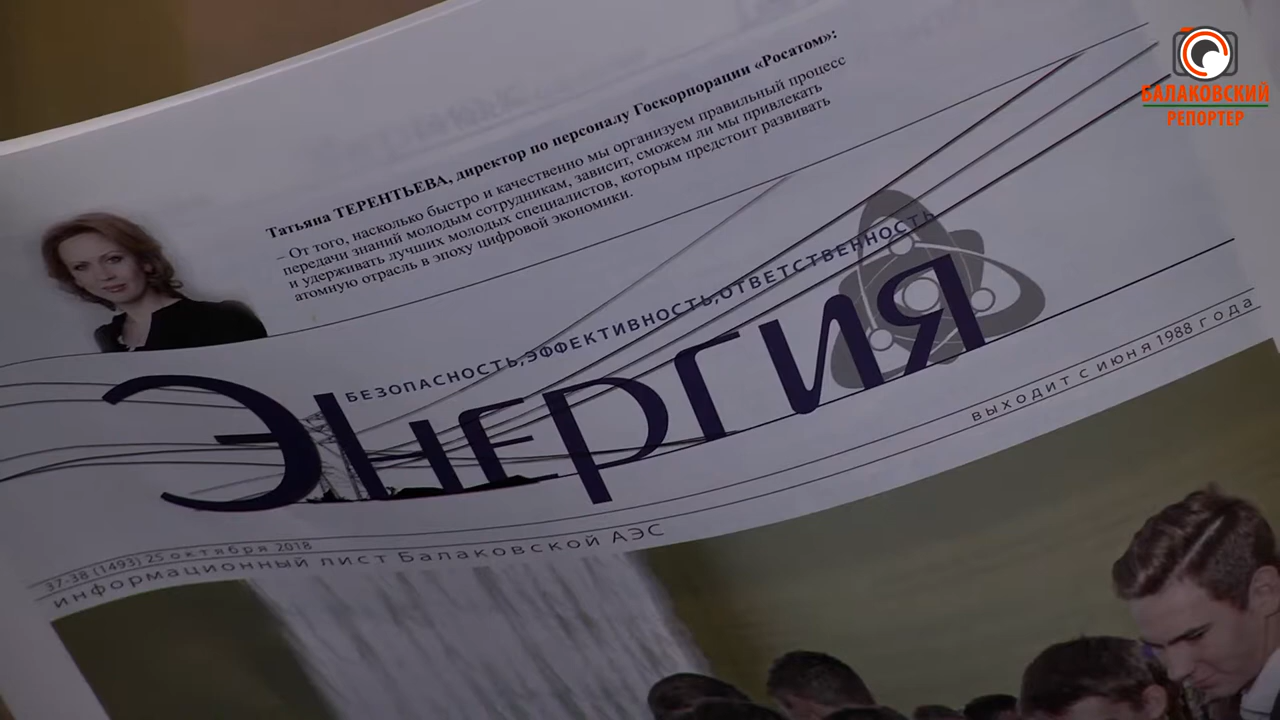 Татьяна ТЕРЕНТЬЕВА, директор по персоналу Госкорпорации «Росатом»:
– От того, насколько быстро и качественно мы организуем правильный процесс
передачи знаний молодым сотрудникам, зависит, сможем ли мы привлекать
и удерживать лучших молодых специалистов, которым предстоит развивать
атомную отрасль в эпоху цифровой экономики.
БАЛАКОВСКИЙ
РЕПОРТЕР
БЕЗОПАСНОСТЬ,ЭФФЕКТИВНОСТЬ,ОТВЕТСТВЕННОСТЬ
ЭНЕРГИЯ
выходит с июня 1988 года
37-38 (1493) 25 октября 2018
информационный лист Балаковской АЭС